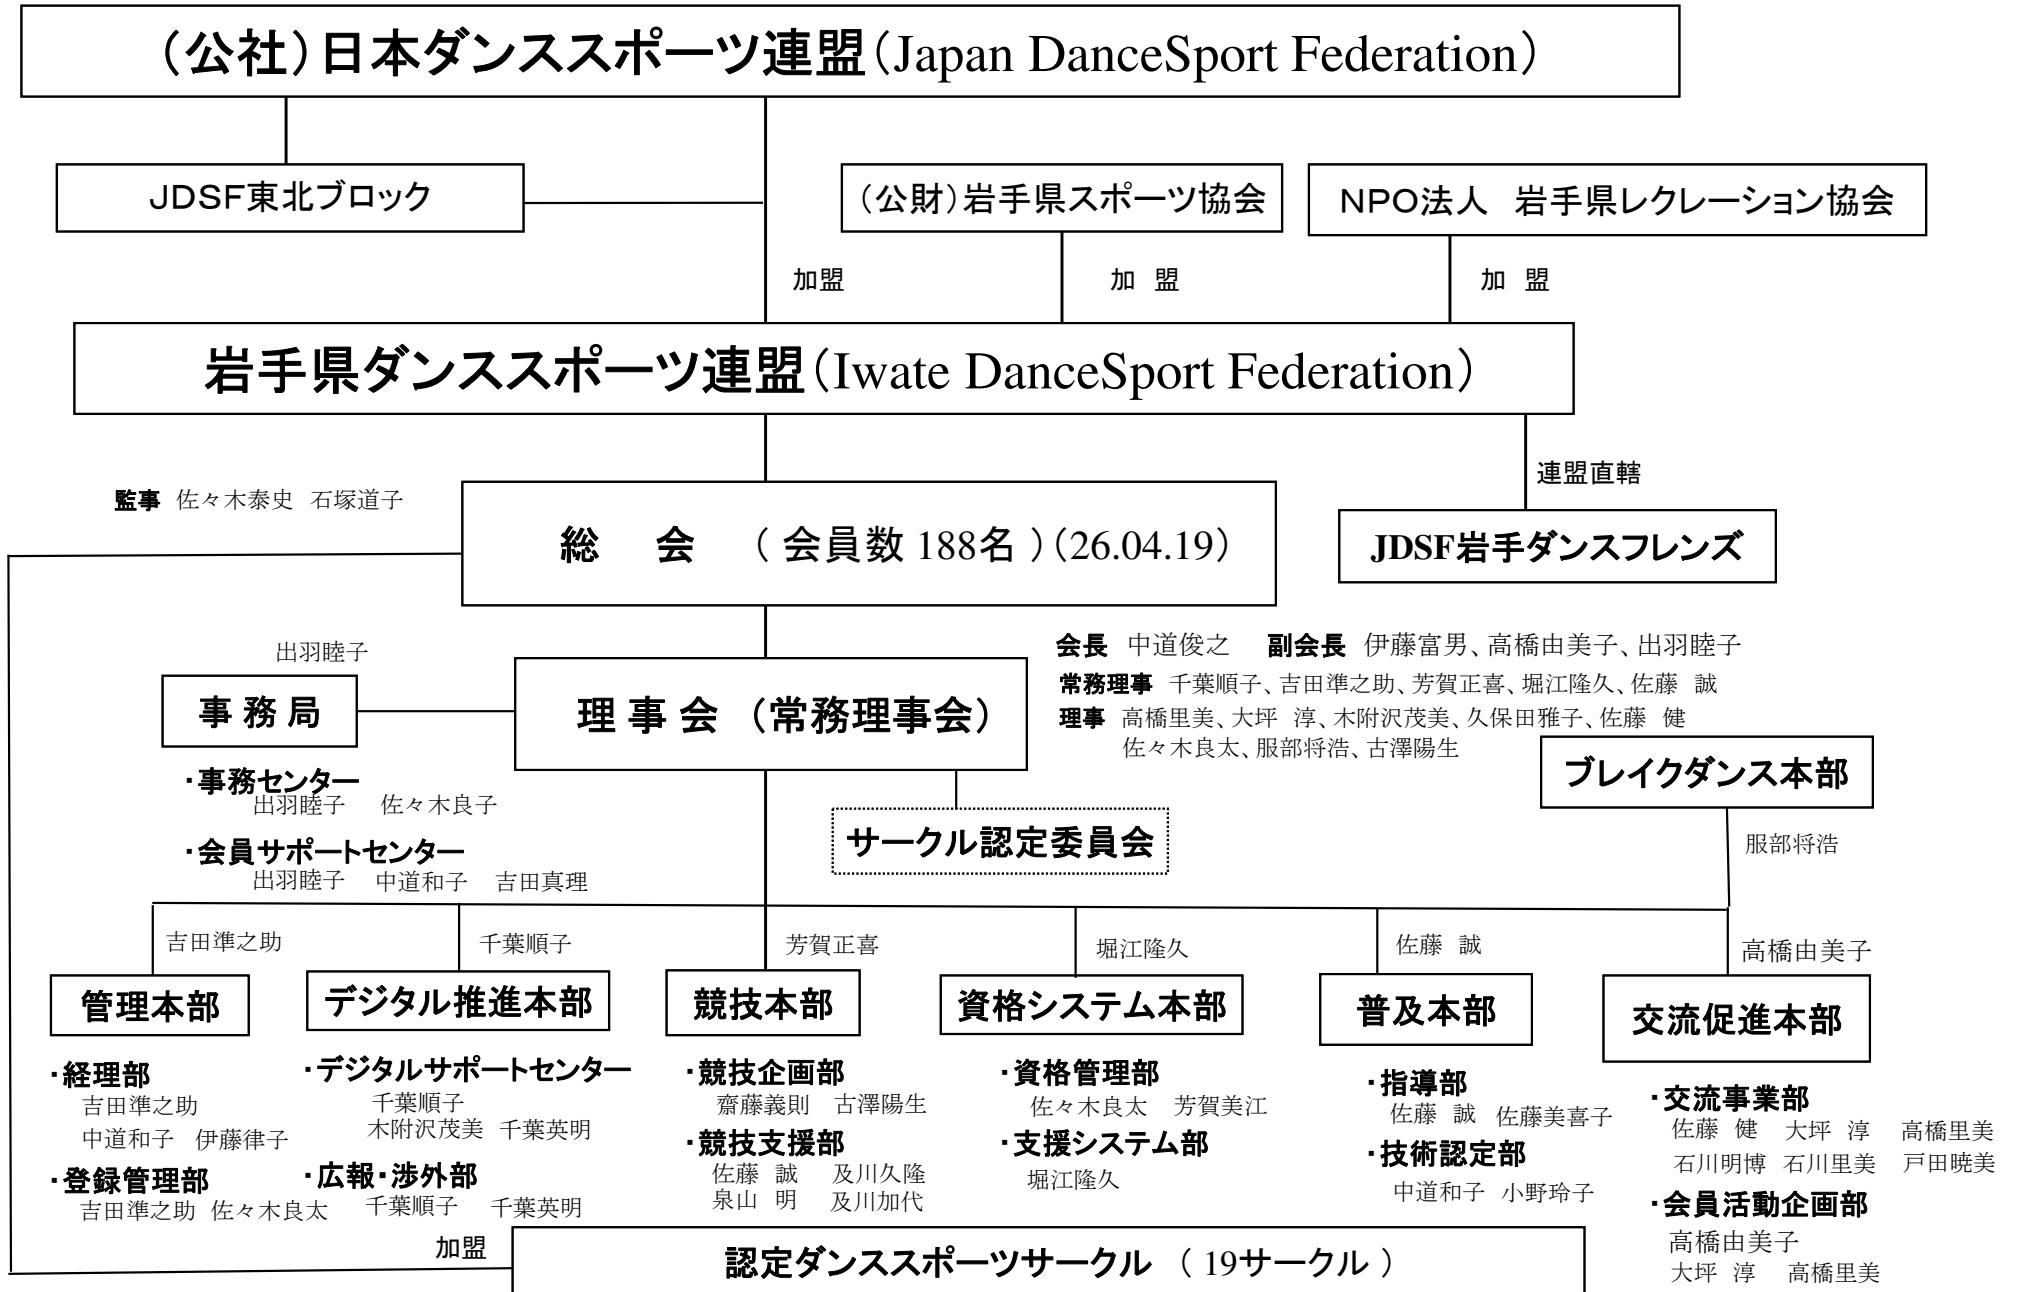 （公社）日本ダンススポーツ連盟（Japan DanceSport Federation）
JDSF東北ブロック
（公財）岩手県スポーツ協会
NPO法人　岩手県レクレーション協会
加盟
加　盟
加　盟
岩手県ダンススポーツ連盟（Iwate DanceSport Federation）
連盟直轄
監事 佐々木泰史 石塚道子
総　会　（ 会員数 188名 ）（26.04.19）
JDSF岩手ダンスフレンズ
会長 中道俊之　副会長 伊藤富男、高橋由美子、出羽睦子
常務理事 千葉順子、吉田準之助、芳賀正喜、堀江隆久、佐藤　誠
理事 高橋里美、大坪　淳、木附沢茂美、久保田雅子、佐藤　健
佐々木良太、服部将浩、古澤陽生
出羽睦子
事 務 局
理 事 会 （常務理事会）
・事務センター
出羽睦子　佐々木良子
・会員サポートセンター
出羽睦子　中道和子　吉田真理
サークル認定委員会
ブレイクダンス本部
服部将浩
吉田準之助
管理本部
・経理部
吉田準之助
中道和子　伊藤律子
・登録管理部
吉田準之助　佐々木良太
千葉順子
デジタル推進本部
・デジタルサポートセンター
千葉順子
木附沢茂美　千葉英明
・広報・渉外部
千葉順子　千葉英明
芳賀正喜
競技本部
・競技企画部
齋藤義則　古澤陽生
・競技支援部
佐藤　誠　及川久隆
泉山　明　及川加代
堀江隆久
資格システム本部
・資格管理部
佐々木良太　芳賀美江
・支援システム部
堀江隆久
佐藤　誠
普及本部
・指導部
佐藤　誠　佐藤美喜子
・技術認定部
中道和子　小野玲子
高橋由美子
交流促進本部
・交流事業部
佐藤　健　大坪　淳　高橋里美
石川明博　石川里美　戸田暁美
・会員活動企画部
高橋由美子
大坪　淳　高橋里美
加盟
認定ダンススポーツサークル （ 19サークル ）